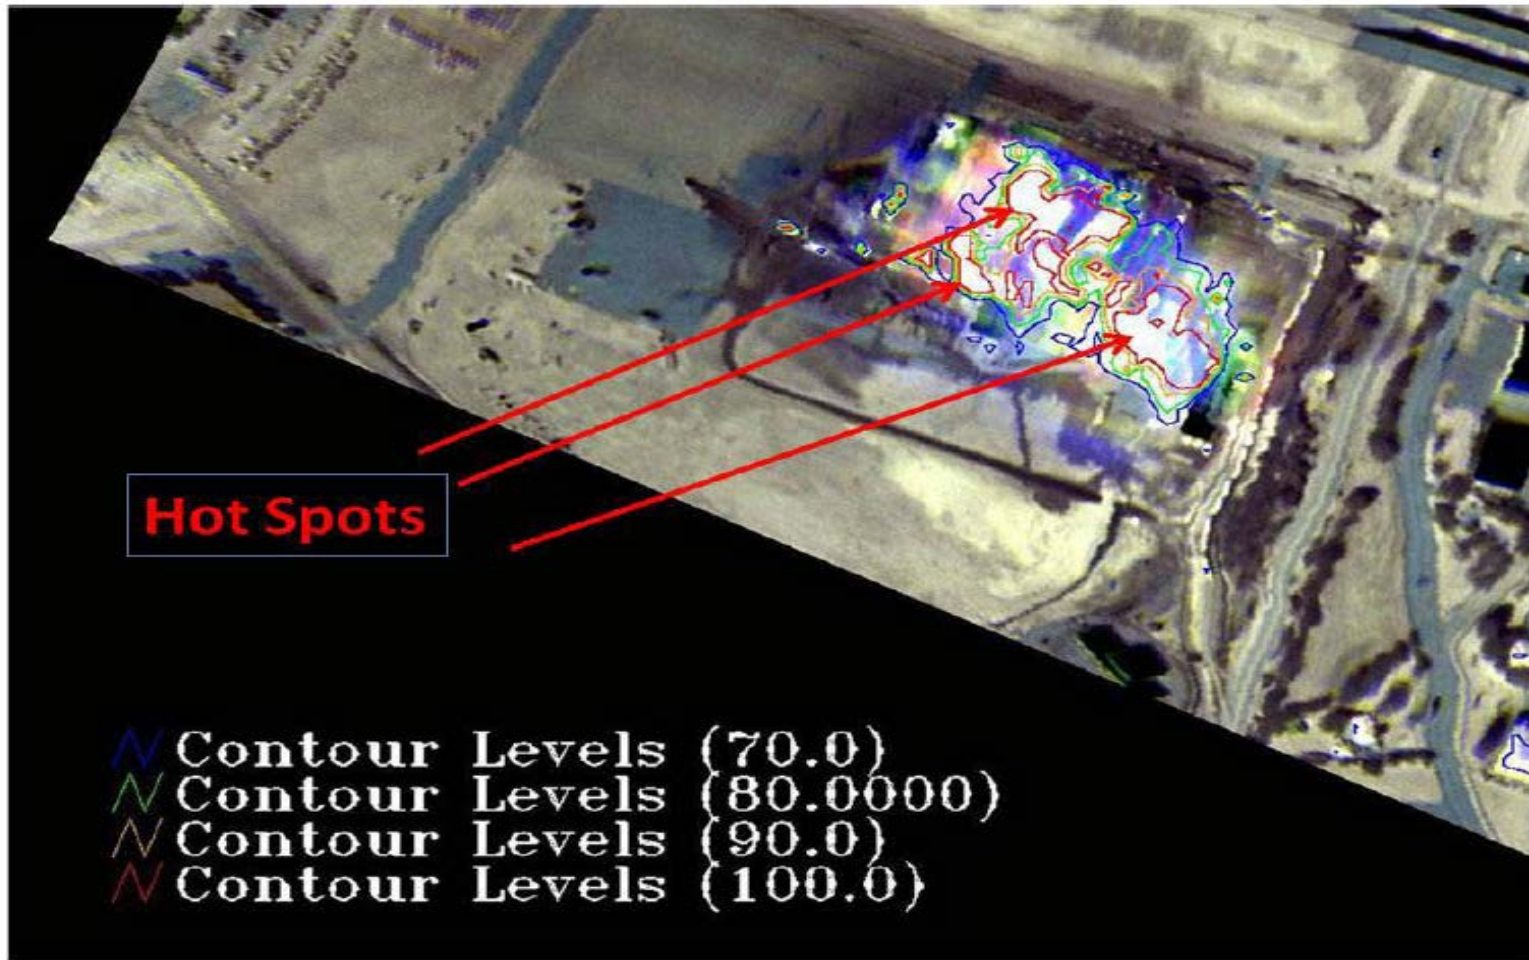 Hot Spots
Contour Levels (70.0)
Contour Levels (80.0000)
Contour Levels (90.0)
Contour Levels (100.0)